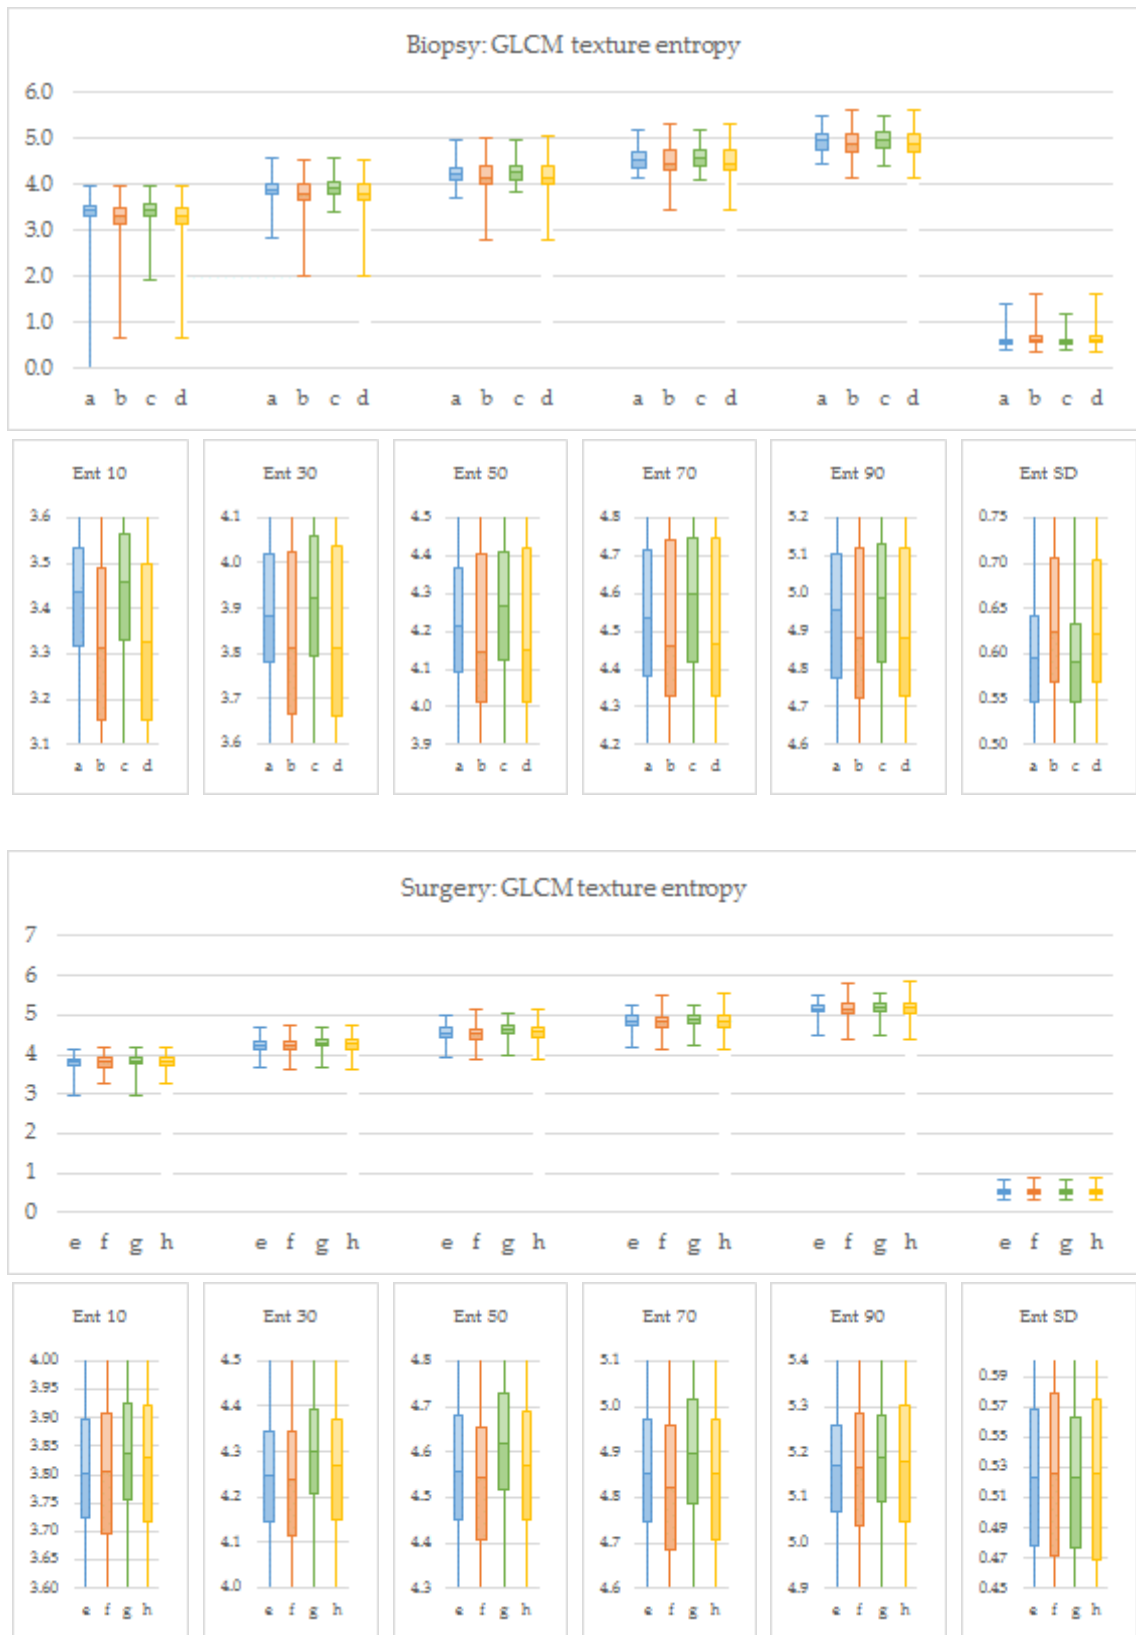 Biopsy: GLCM texture entropy
6.0
5.0
4.0
3.0
2.0
1.0
0.0
a b c d a b c d a b c d a b c d a b c d a b c d
Ent 10 Ent 30 Ent 50 Ent 70 Ent 90 Ent SD
3.6 4.1 4.5 4.8 5.2 0.75
3.5 4.0 4.4 4.7 5.1 0.70
3.4 3.9 4.3 4.6 5.0 0.65
3.3 3.8 4.2 4.5 4.9 0.60
3.2 3.7 4.1 4.4 4.8 0.55
3.1 3.6 4.0 4.3 4.7 0.50
3.9 4.2 4.6
a b c d a b c d a b c d a b c d a b c d a b c d
Surgery: GLCM texture entropy
7
6
5
4
3
2
1
0
e f g h e f g h e f g h e f g h e f g h e f g h
Ent 10 Ent 30 Ent 50 Ent 70 Ent 90 Ent SD
4.00 4.5 4.8 5.1 5.4 0.59
3.95 4.4 4.7 5.0 5.3 0.57
3.90 4.3 4.6 4.9 5.2 0.55
3.85 4.2 4.5 4.8 5.1 0.53
3.80 4.1 4.4 4.7 5.0 0.51
3.75 4.0 4.3 4.6 4.9 0.49
3.70 0.47
3.65 0.45
3.60
e f g h e f g h e f g h e f g h e f g h e f g h